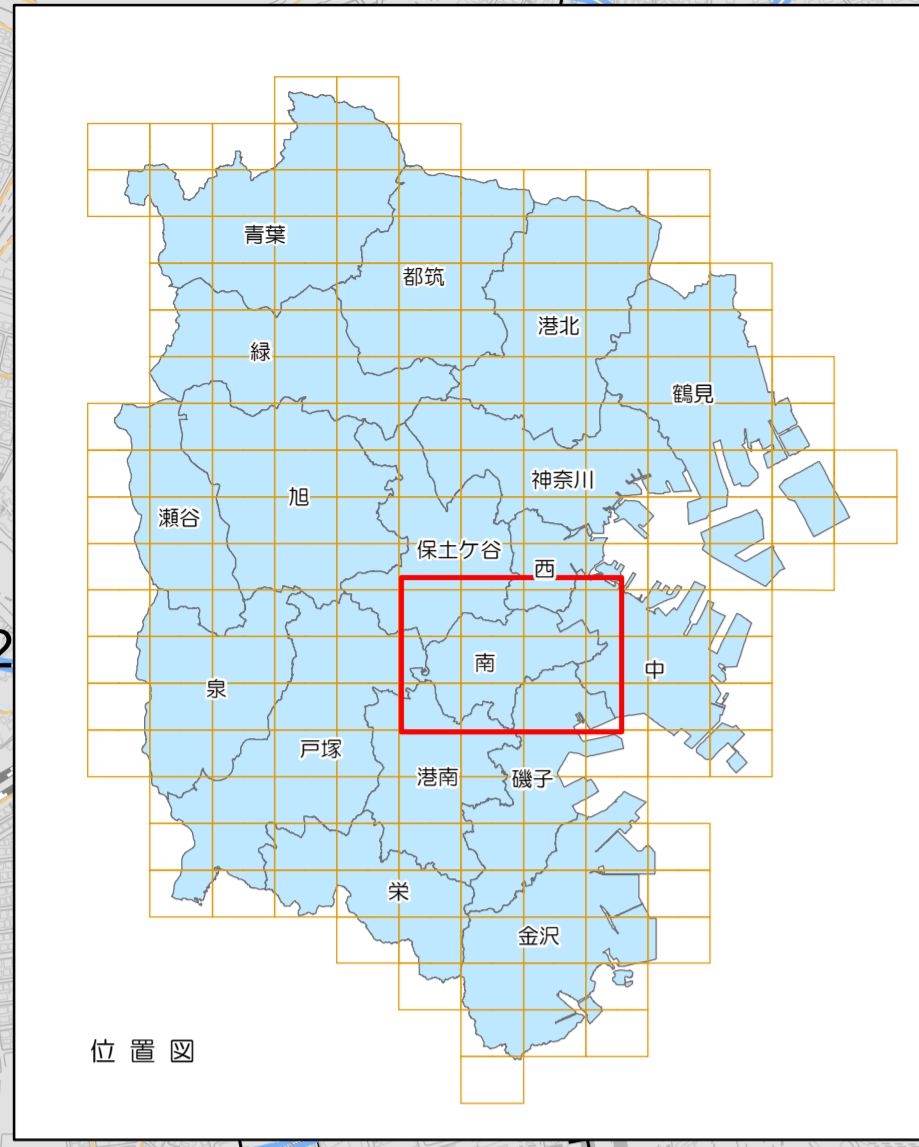 青葉
都筑
港北
緑
鶴見
神奈川
旭
瀬谷
保土ケ谷
西
2
南
中
泉
戸塚
港南
磯子
栄
金沢
位置図